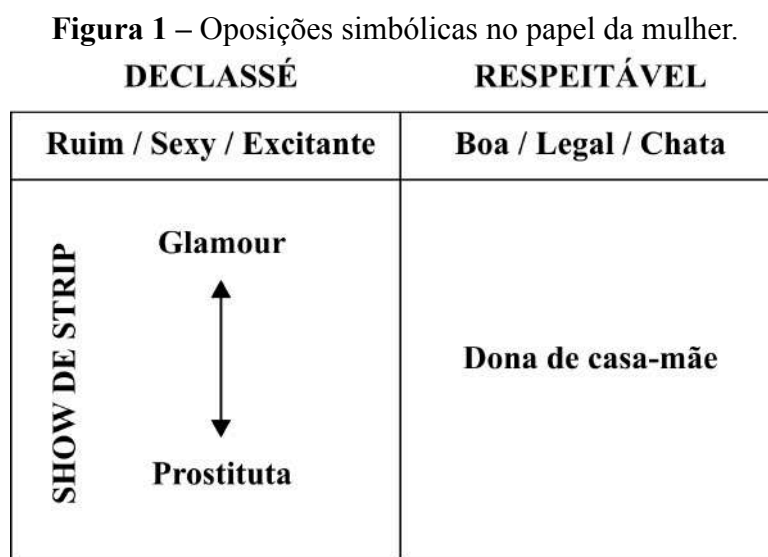 Figura 1 – Oposições simbólicas no papel da mulher.
DECLASSÉ RESPEITÁVEL
Ruim / Sexy / Excitante Boa / Legal / Chata
SHOW DE STRIP
Glamour
Dona de casa-mãe
Prostituta